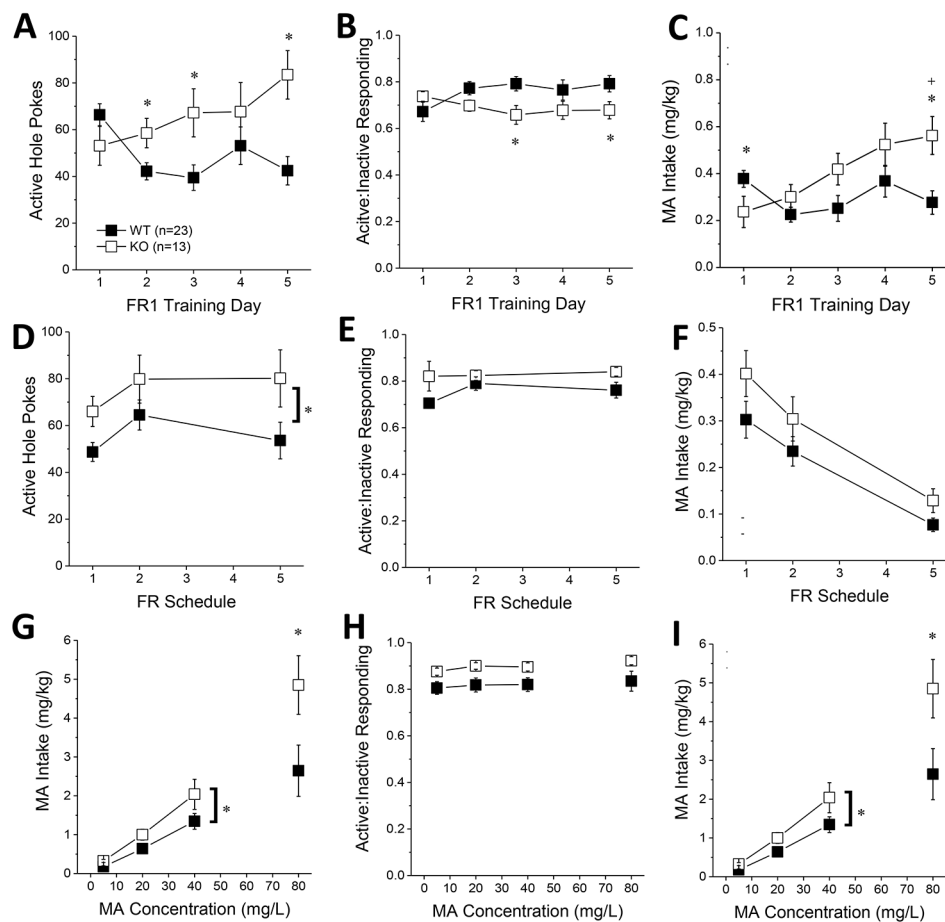 A
Active Hole Pokes
100
80
60
40
20
0
*
*
*
WT (n=23)
KO (n=13)
1 2 3 4 5
FR1 Training Day
B
Acitve:Inactive Responding
1.0
0.8
0.6
0.4
0.2
0.0
*
*
1 2 3 4 5
FR1 Training Day
C
MA Intake (mg/kg)
1.0
0.8
0.6
0.4
0.2
0.0
*
+
*
1 2 3 4 5
FR1 Training Day
D
Active Hole Pokes
100
80
60
40
20
0
*
1 2 3 4 5
FR Schedule
E
Active:Inactive Responding
1.0
0.8
0.6
0.4
0.2
0.0
1 2 3 4 5
FR Schedule
F
MA Intake (mg/kg)
0.5
0.4
0.3
0.2
0.1
0.0
1 2 3 4 5
FR Schedule
G
MA Intake (mg/kg)
6
5
4
3
2
1
0
*
*
0 10 20 30 40 50 60 70 80
MA Concentration (mg/L)
H
Active:Inactive Responding
1.0
0.8
0.6
0.4
0.2
0.0
0 10 20 30 40 50 60 70 80
MA Concentration (mg/L)
I
MA Intake (mg/kg)
6
5
4
3
2
1
0
*
*
0 10 20 30 40 50 60 70 80
MA Concentration (mg/L)